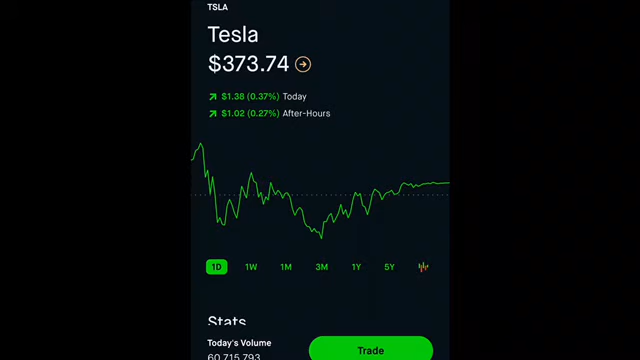 TSLA
Tesla
$373.74
$1.38 (0.37%) Today
$1.02 (0.27%) After-Hours
1D 1W 1M 3M 1Y 5Y
Stats
Today's Volume
60,715,793
Trade